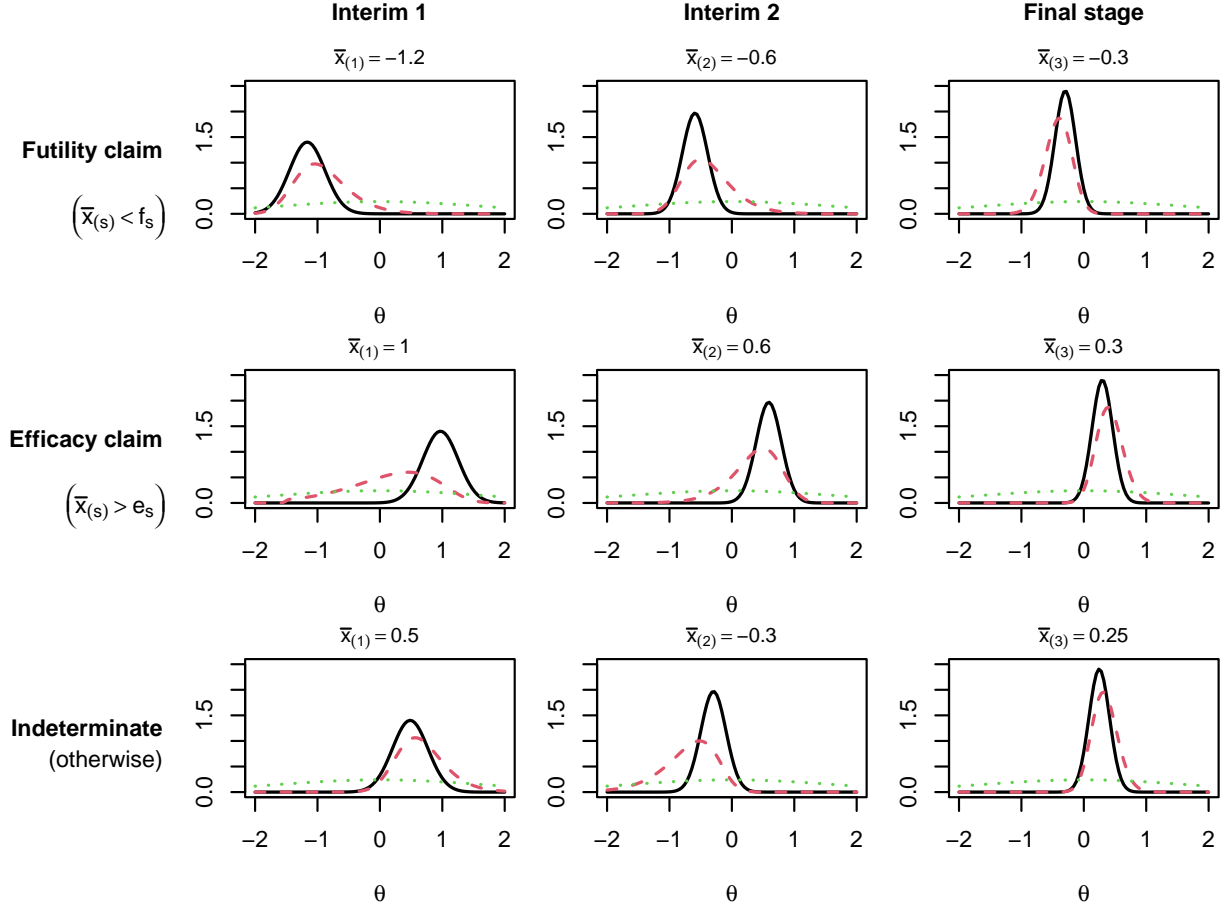 Interim 1 Interim 2 Final stage
x̄(1) = −1.2 x̄(2) = −0.6 x̄(3) = −0.3
Futility claim
(x̄(s) < fs)
0.0 1.5 0.0 1.5 0.0 1.5
−2 −1 0 1 2 −2 −1 0 1 2 −2 −1 0 1 2
θ θ θ
x̄(1) = 1 x̄(2) = 0.6 x̄(3) = 0.3
Efficacy claim
(x̄(s) > es)
0.0 1.5 0.0 1.5 0.0 1.5
−2 −1 0 1 2 −2 −1 0 1 2 −2 −1 0 1 2
θ θ θ
x̄(1) = 0.5 x̄(2) = −0.3 x̄(3) = 0.25
Indeterminate
(otherwise)
0.0 1.5 0.0 1.5 0.0 1.5
−2 −1 0 1 2 −2 −1 0 1 2 −2 −1 0 1 2
θ θ θ